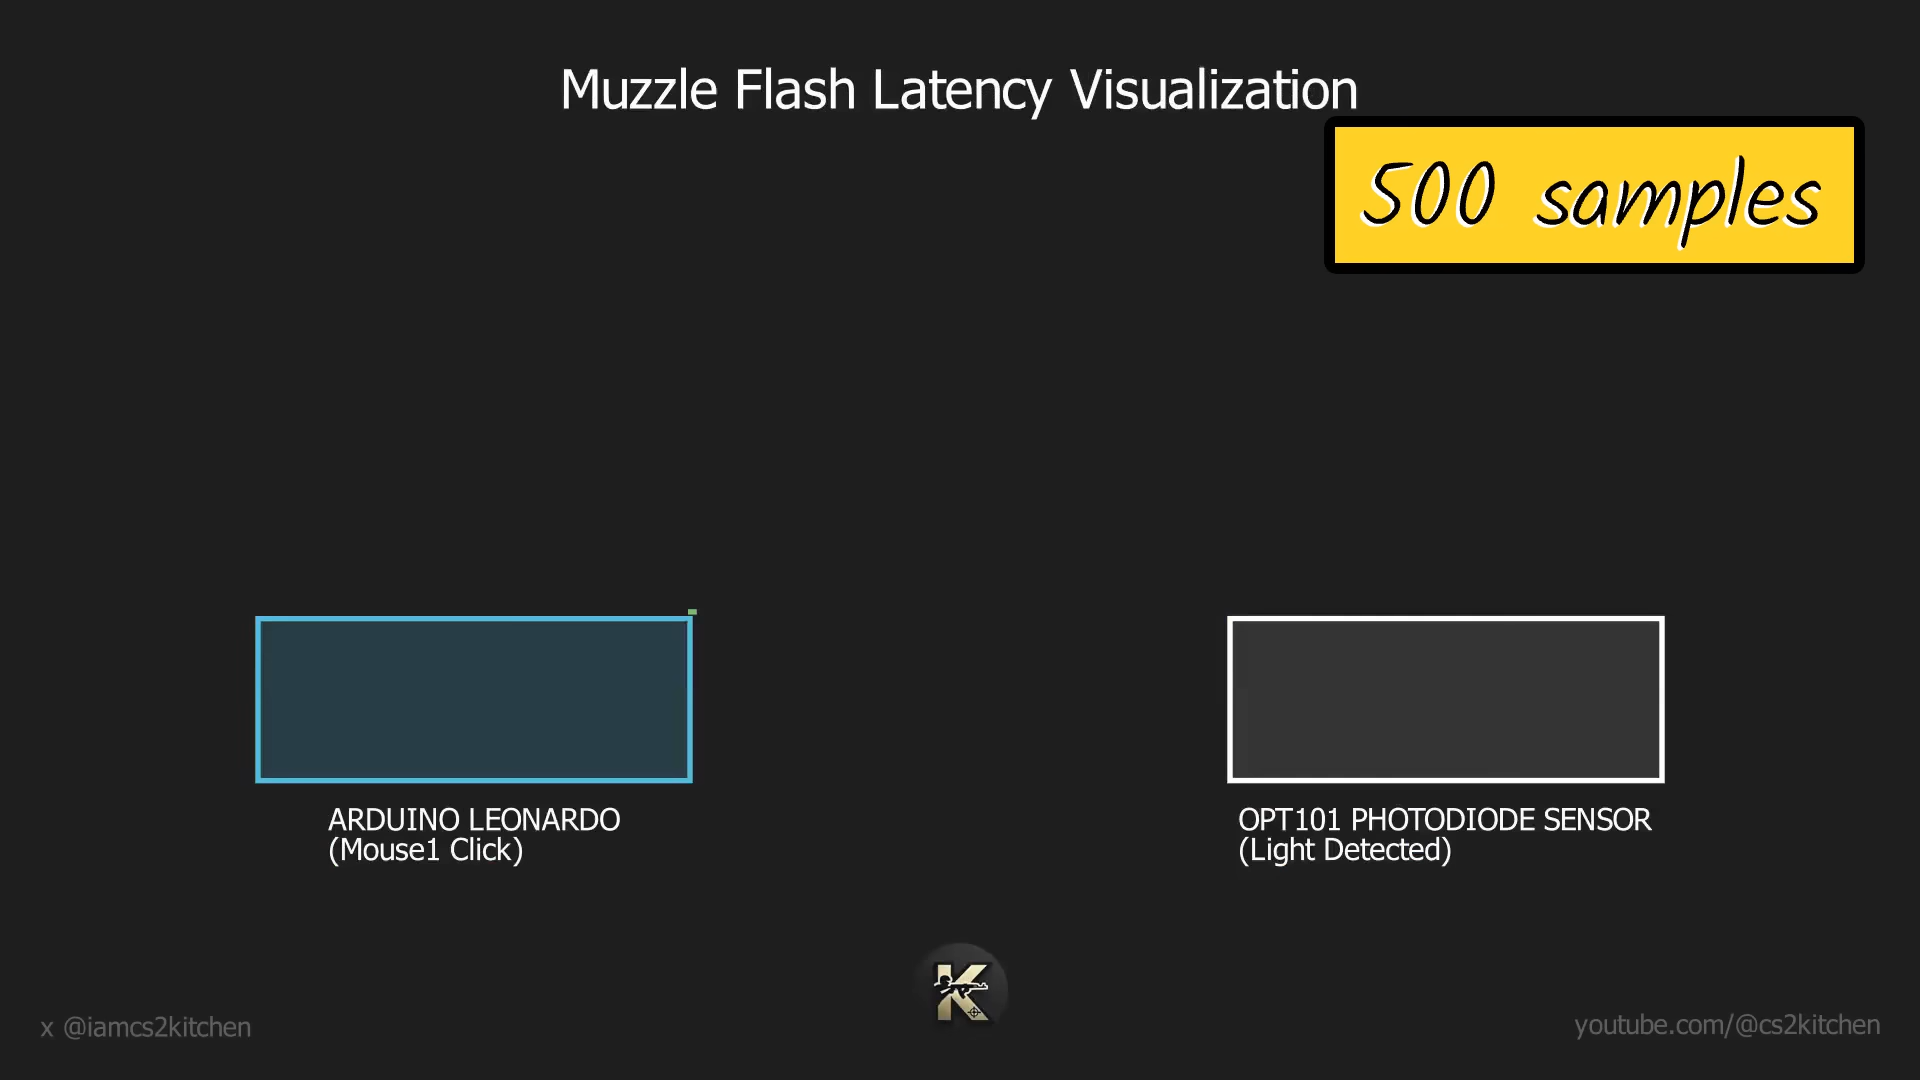 Muzzle Flash Latency Visualization
500 samples
ARDUINO LEONARDO
(Mouse1 Click)
OPT101 PHOTODIODE SENSOR
(Light Detected)
K
x @iamcs2kitchen
youtube.com/@cs2kitchen